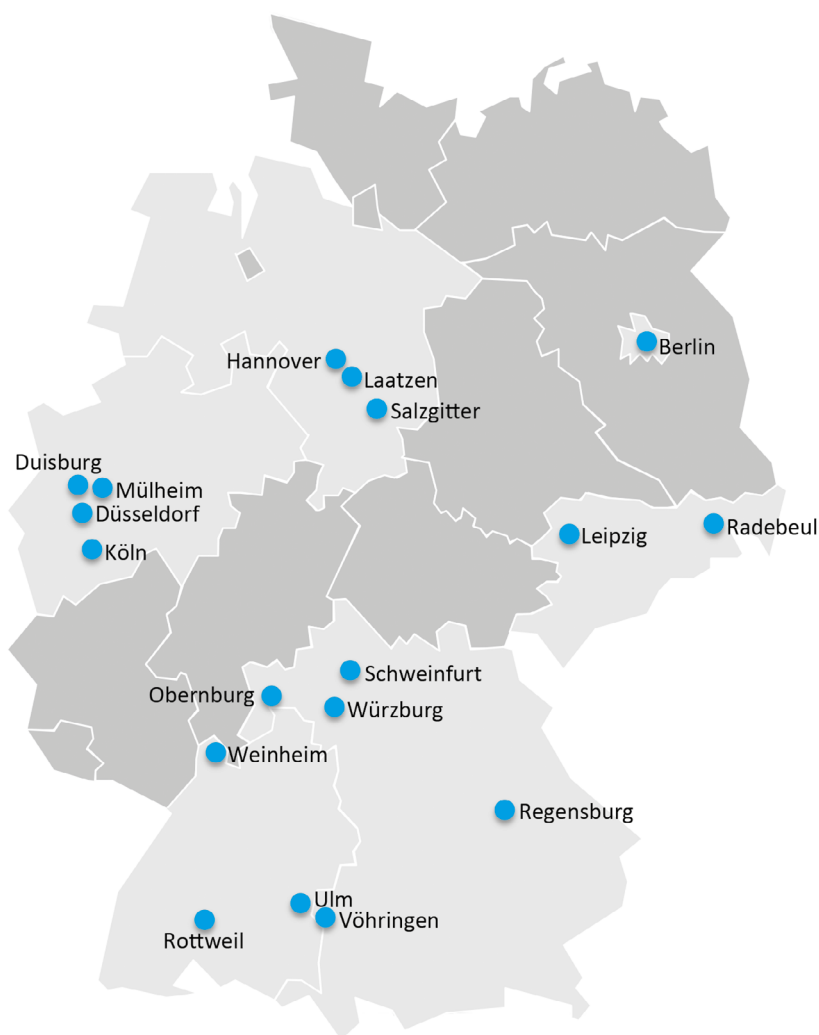 Berlin
Hannover
Laatzen
Salzgitter
Duisburg
Mülheim
Düsseldorf
Köln
Leipzig
Radebeul
Schweinfurt
Obernburg
Würzburg
Weinheim
Regensburg
Ulm
Vöhringen
Rottweil